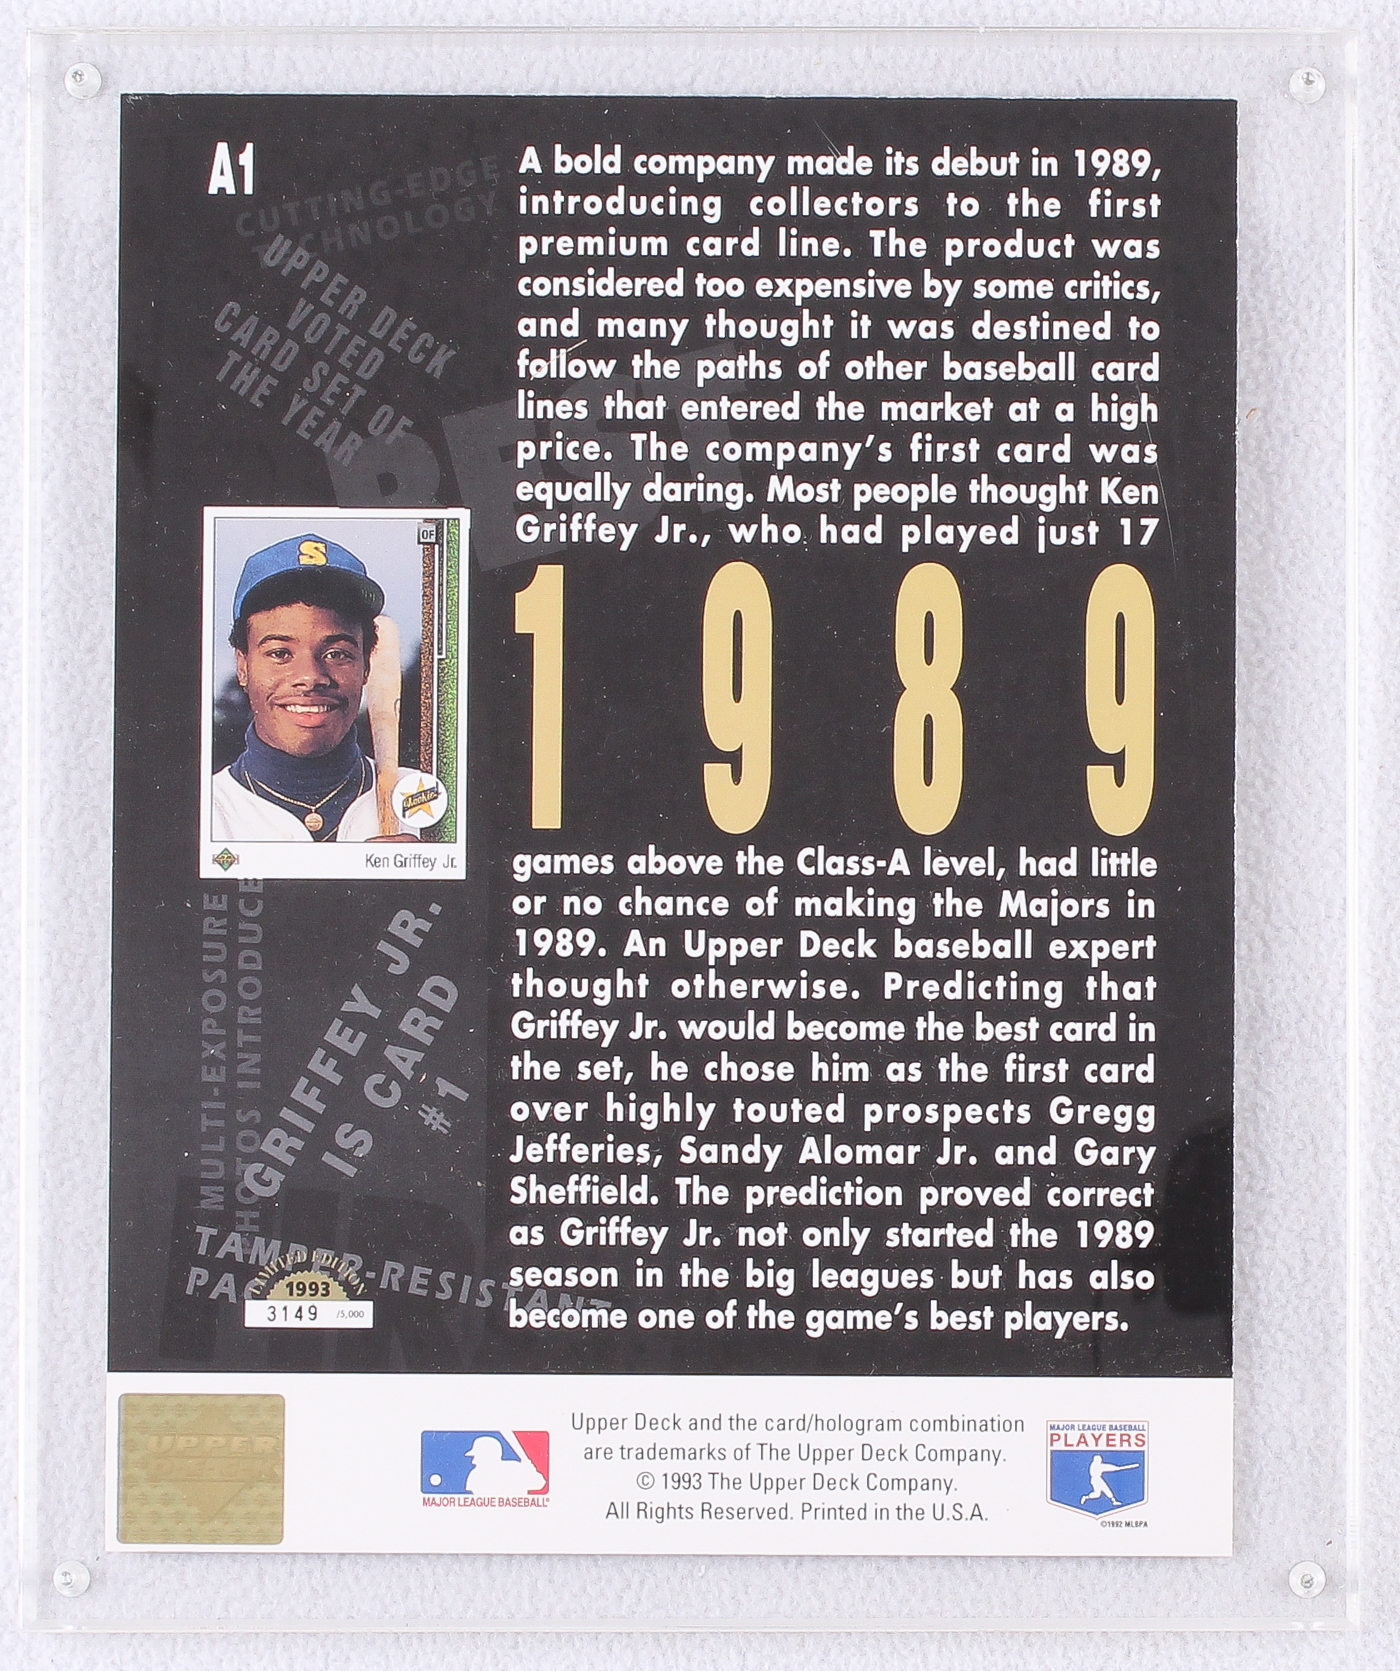 A1
CUTTING-EDGE
TECHNOLOGY
UPPER DECK
VOTED
CARD SET OF
THE YEAR
BEST
A bold company made its debut in 1989,
introducing collectors to the first
premium card line. The product was
considered too expensive by some critics,
and many thought it was destined to
follow the paths of other baseball card
lines that entered the market at a high
price. The company's first card was
equally daring. Most people thought Ken
Griffey Jr., who had played just 17
1989
games above the Class-A level, had little
or no chance of making the Majors in
1989. An Upper Deck baseball expert
thought otherwise. Predicting that
Griffey Jr. would become the best card in
the set, he chose him as the first card
over highly touted prospects Gregg
Jefferies, Sandy Alomar Jr. and Gary
Sheffield. The prediction proved correct
as Griffey Jr. not only started the 1989
season in the big leagues but has also
become one of the game's best players.
S
OF
Rookie
Ken Griffey Jr.
MULTI-EXPOSURE
PHOTOS INTRODUCE
GRIFFEY JR.
IS CARD
#1
TAMPER-RESISTANT
LIMITED EDITION
1993
3149 /5,000
UPPER
DECK
MAJOR LEAGUE BASEBALL®
Upper Deck and the card/hologram combination
are trademarks of The Upper Deck Company.
© 1993 The Upper Deck Company.
All Rights Reserved. Printed in the U.S.A.
MAJOR LEAGUE BASEBALL
PLAYERS
©1992 MLBPA